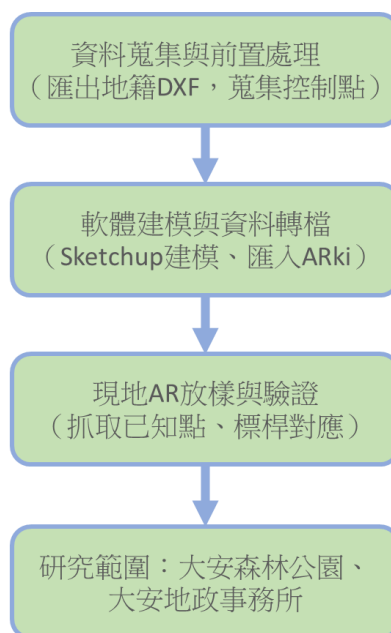 資料蒐集與前置處理
（匯出地籍DXF，蒐集控制點）
軟體建模與資料轉檔
（Sketchup建模、匯入ARki）
現地AR放樣與驗證
（抓取已知點、標桿對應）
研究範圍：大安森林公園、
大安地政事務所